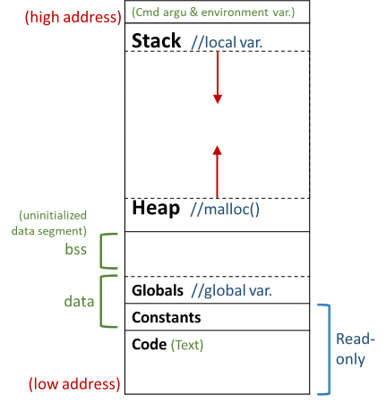 (high address)
(Cmd argu & environment var.)
Stack //local var.
Heap //malloc()
(uninitialized
data segment)
bss
data
Globals //global var.
Constants
Code (Text)
Read-
only
(low address)